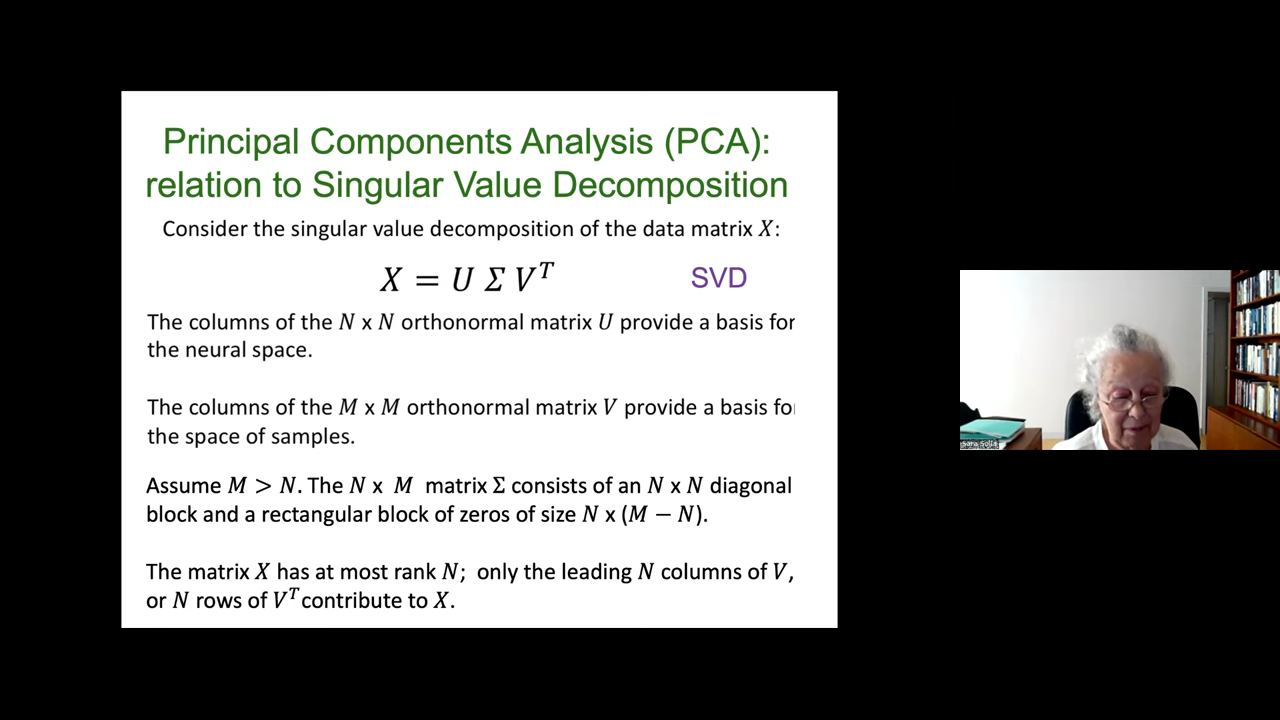 Principal Components Analysis (PCA):
relation to Singular Value Decomposition
Consider the singular value decomposition of the data matrix X:
X = U Σ V^T SVD
The columns of the N x N orthonormal matrix U provide a basis for
the neural space.
The columns of the M x M orthonormal matrix V provide a basis for
the space of samples.
Assume M > N. The N x M matrix Σ consists of an N x N diagonal
block and a rectangular block of zeros of size N x (M − N).
The matrix X has at most rank N; only the leading N columns of V,
or N rows of V^T contribute to X.
Sara Solla